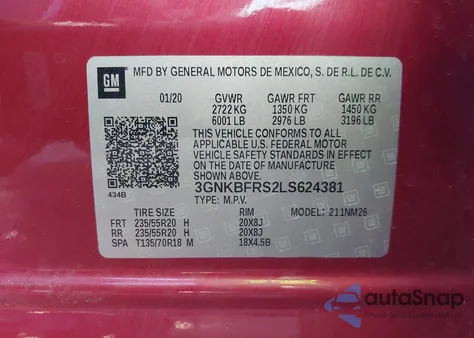 GM
MFD BY GENERAL MOTORS DE MEXICO, S. DE R.L. DE C.V.
01/20 GVWR GAWR FRT GAWR RR
2722 KG 1350 KG 1450 KG
6001 LB 2976 LB 3196 LB
THIS VEHICLE CONFORMS TO ALL
APPLICABLE U.S. FEDERAL MOTOR
VEHICLE SAFETY STANDARDS IN EFFECT
ON THE DATE OF MANUFACTURE
SHOWN ABOVE.
3GNKBFRS2LS624381
434B
TYPE: M.P.V. MODEL: 211NM26
TIRE SIZE SPEED RTG RIM
FRT 235/55R20 H 20X8J
RR 235/55R20 H 20X8J
SPA T135/70R18 M 18X4.5B
autoSnap